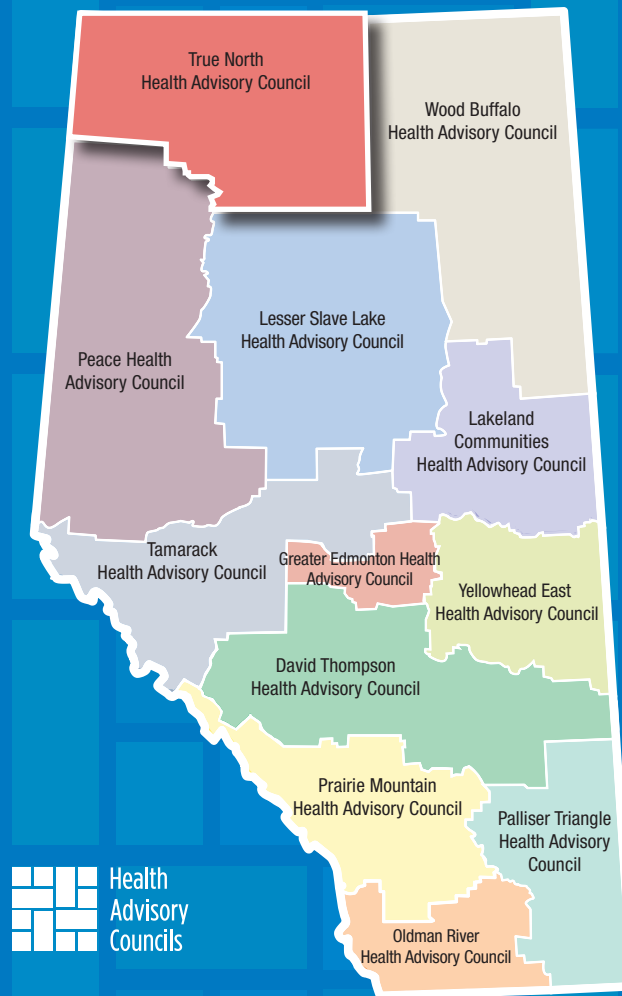 True North
Health Advisory Council
Wood Buffalo
Health Advisory Council
Lesser Slave Lake
Health Advisory Council
Peace Health
Advisory Council
Lakeland
Communities
Health Advisory Council
Tamarack
Health Advisory Council
Greater Edmonton Health
Advisory Council
Yellowhead East
Health Advisory Council
David Thompson
Health Advisory Council
Prairie Mountain
Health Advisory Council
Palliser Triangle
Health Advisory
Council
Oldman River
Health Advisory Council
Health
Advisory
Councils